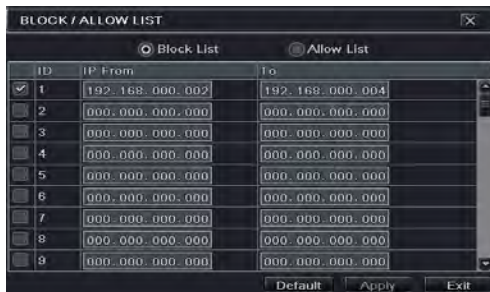 BLOCK / ALLOW LIST
Block List Allow List
ID IP From To
1 192. 168. 000. 002 192. 168. 000. 004
2 000. 000. 000. 000 000. 000. 000. 000
3 000. 000. 000. 000 000. 000. 000. 000
4 000. 000. 000. 000 000. 000. 000. 000
5 000. 000. 000. 000 000. 000. 000. 000
6 000. 000. 000. 000 000. 000. 000. 000
7 000. 000. 000. 000 000. 000. 000. 000
8 000. 000. 000. 000 000. 000. 000. 000
9 000. 000. 000. 000 000. 000. 000. 000
Default Apply Exit